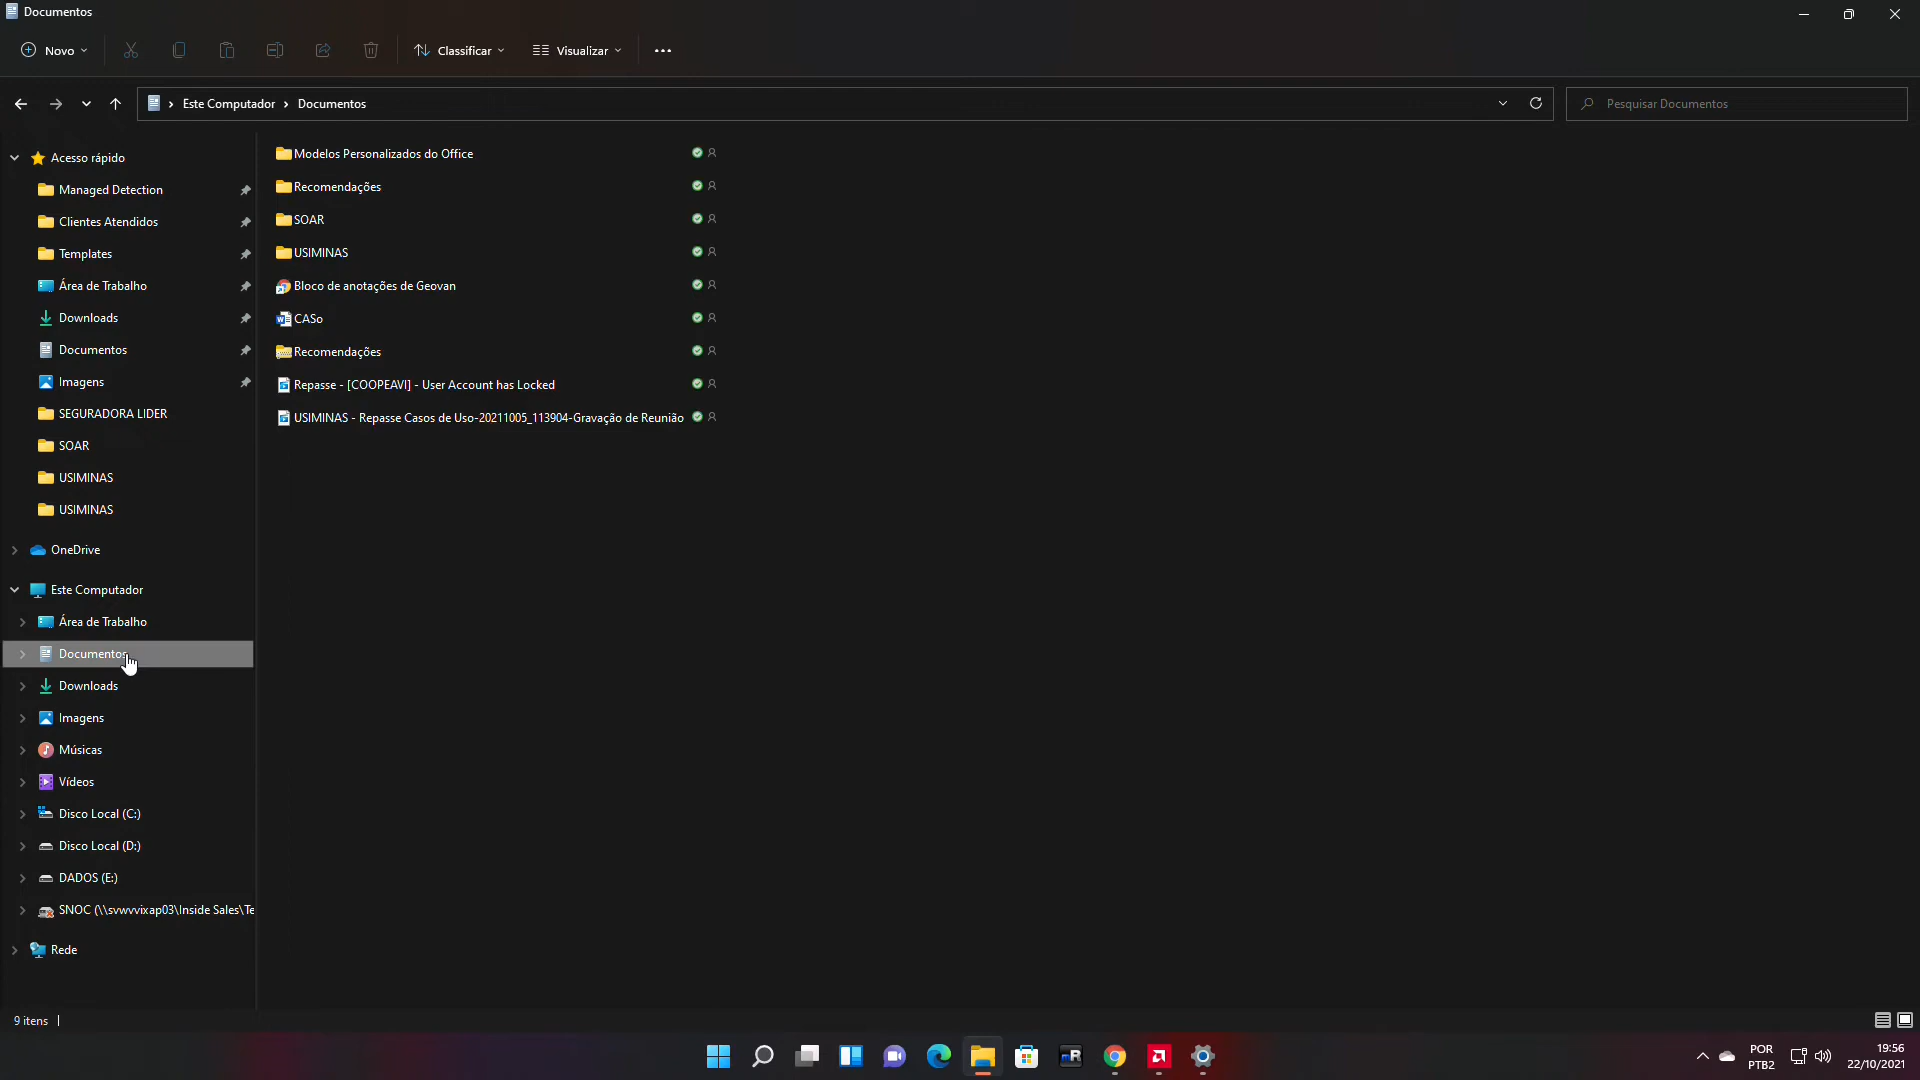 Documentos
Novo
Classificar
Visualizar
Este Computador
Documentos
Pesquisar Documentos
Acesso rápido
Managed Detection
Clientes Atendidos
Templates
Área de Trabalho
Downloads
Documentos
Imagens
SEGURADORA LIDER
SOAR
USIMINAS
USIMINAS
OneDrive
Este Computador
Área de Trabalho
Documentos
Downloads
Imagens
Músicas
Vídeos
Disco Local (C:)
Disco Local (D:)
DADOS (E:)
SNOC (\\svwvvixap03\Inside Sales\Te
Rede
Modelos Personalizados do Office
Recomendações
SOAR
USIMINAS
Bloco de anotações de Geovan
CASo
Recomendações
Repasse - [COOPEAVI] - User Account has Locked
USIMINAS - Repasse Casos de Uso-20211005_113904-Gravação de Reunião
9 itens
POR
PTB2
19:56
22/10/2021